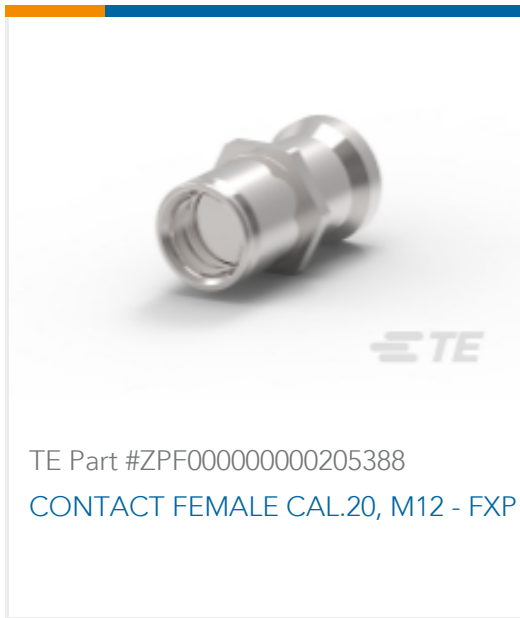 TE
TE Part #ZPF000000000205388
CONTACT FEMALE CAL.20, M12 - FXP